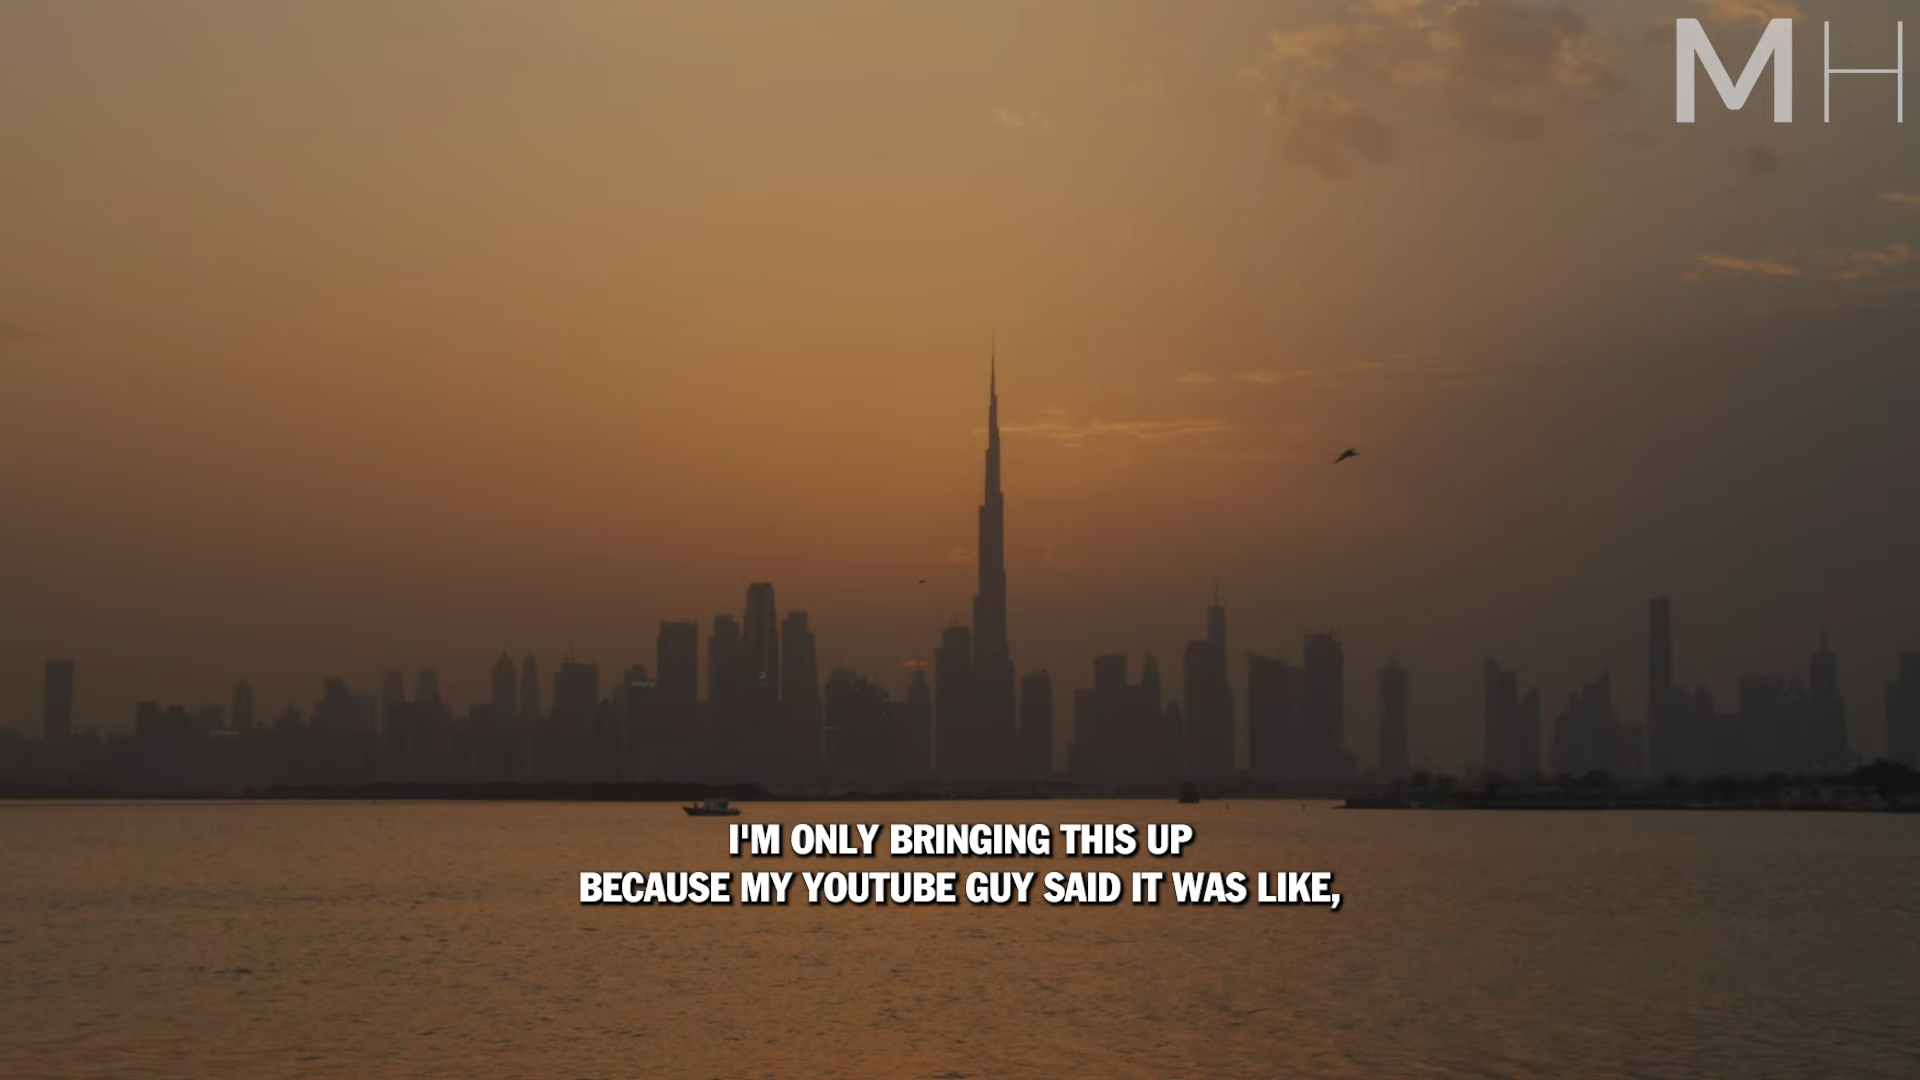 MH
I'M ONLY BRINGING THIS UP
BECAUSE MY YOUTUBE GUY SAID IT WAS LIKE,